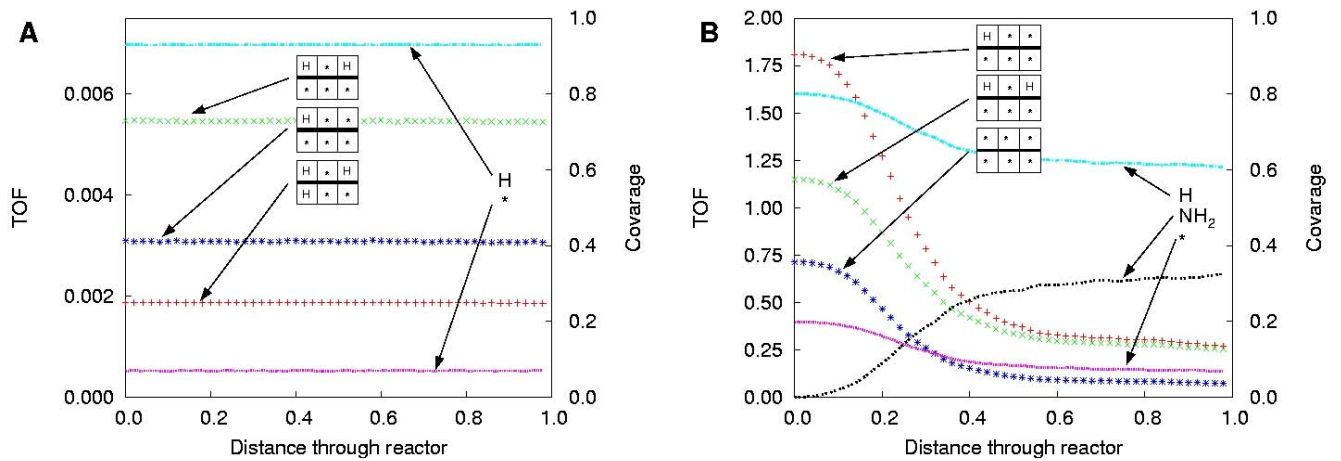 A
TOF
0.006
0.004
0.002
0.000
0.0
0.2
0.4
0.6
0.8
1.0
Distance through reactor
1.0
0.8
0.6
0.4
0.2
0.0
Covarage
H * H
* * *
H * *
* * *
H * H
H * *
H
*
B
TOF
2.00
1.75
1.50
1.25
1.00
0.75
0.50
0.25
0.00
0.0
0.2
0.4
0.6
0.8
1.0
Distance through reactor
1.0
0.8
0.6
0.4
0.2
0.0
Covarage
H * *
* * *
H * H
* * *
* * *
* * *
H
NH₂
*